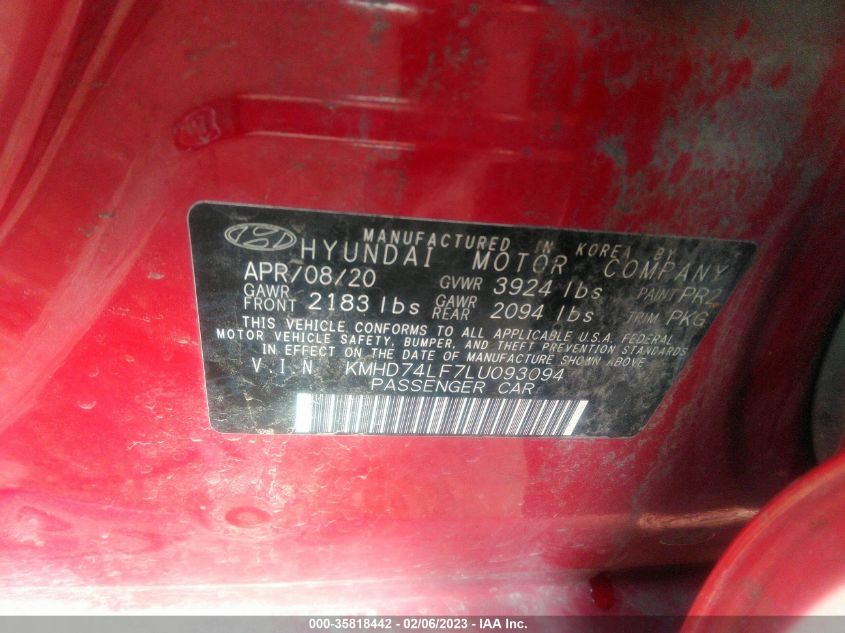 MANUFACTURED IN KOREA BY
HYUNDAI MOTOR COMPANY
APR/08/20 GVWR 3924 lbs PAINT PR2
GAWR FRONT 2183 lbs GAWR REAR 2094 lbs TRIM PKG
THIS VEHICLE CONFORMS TO ALL APPLICABLE U.S.A. FEDERAL
MOTOR VEHICLE SAFETY, BUMPER, AND THEFT PREVENTION STANDARDS
IN EFFECT ON THE DATE OF MANUFACTURE SHOWN ABOVE
V I N KMHD74LF7LU093094
PASSENGER CAR
000-35818442 - 02/06/2023 - IAA Inc.